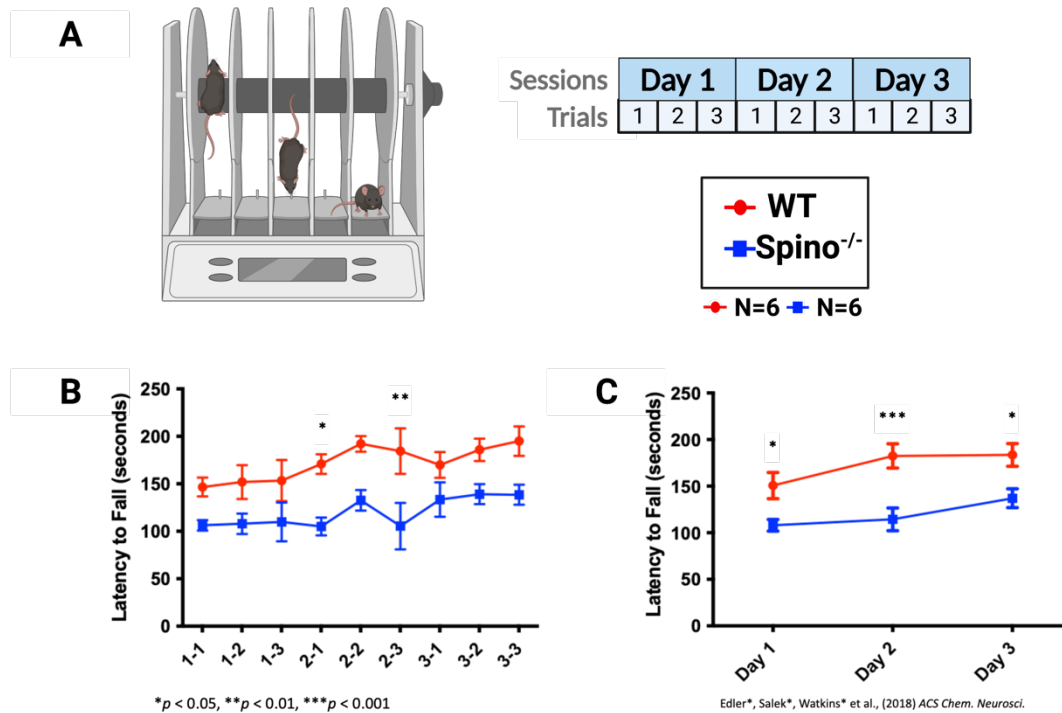 A
Sessions Day 1 Day 2 Day 3
Trials 1 2 3 1 2 3 1 2 3
WT
Spino-/-
N=6 N=6
B
Latency to Fall (seconds)
250
200
150
100
50
0
*
**
1-1 1-2 1-3 2-1 2-2 2-3 3-1 3-2 3-3
*p < 0.05, **p < 0.01, ***p < 0.001
C
Latency to Fall (seconds)
250
200
150
100
50
0
*
***
*
Day 1 Day 2 Day 3
Edler*, Salek*, Watkins* et al., (2018) ACS Chem. Neurosci.